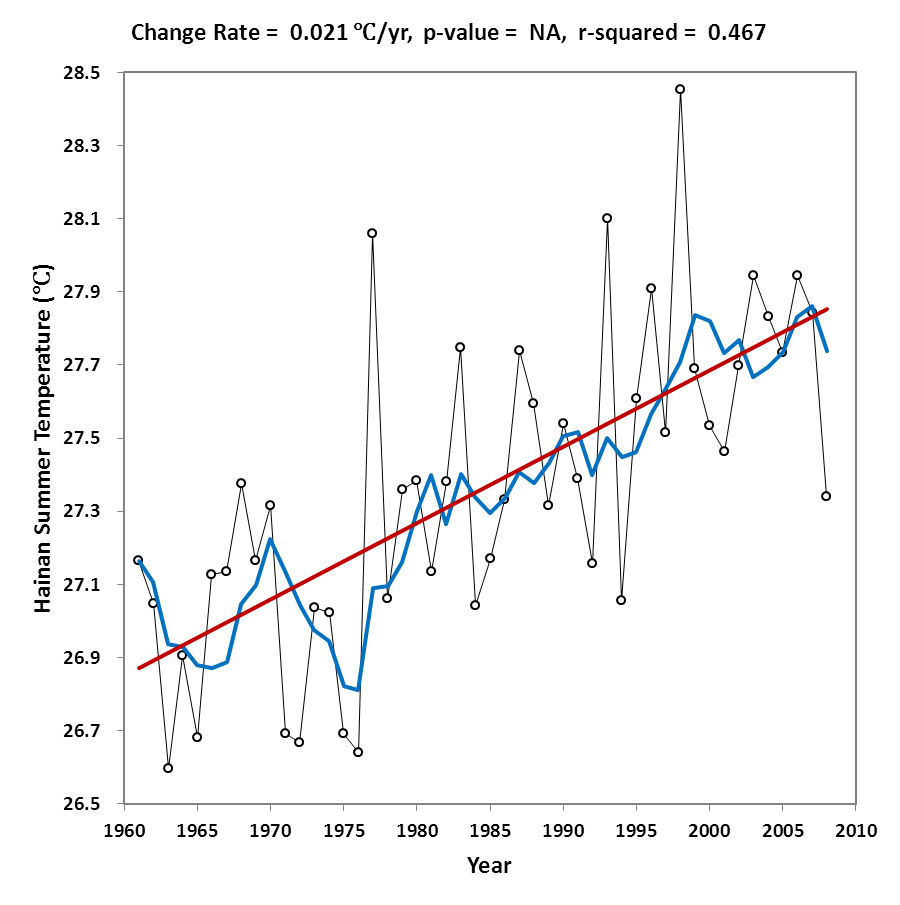 Change Rate = 0.021 ℃/yr, p-value = NA, r-squared = 0.467
28.5
28.3
28.1
27.9
27.7
27.5
27.3
27.1
26.9
26.7
26.5
Hainan Summer Temperature (℃)
1960 1965 1970 1975 1980 1985 1990 1995 2000 2005 2010
Year